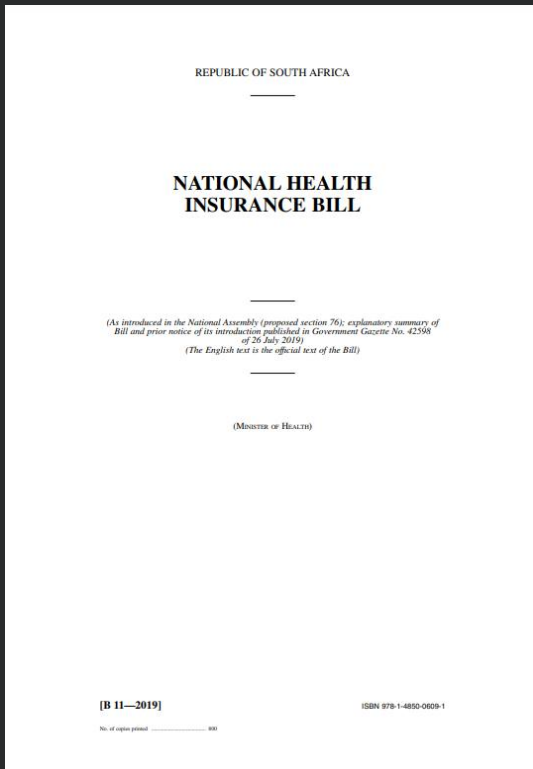 REPUBLIC OF SOUTH AFRICA
NATIONAL HEALTH
INSURANCE BILL
(As introduced in the National Assembly (proposed section 76); explanatory summary of
Bill and prior notice of its introduction published in Government Gazette No. 42598
of 26 July 2019)
(The English text is the official text of the Bill)
(MINISTER OF HEALTH)
[B 11—2019]
ISBN 978-1-4850-0609-1
No. of copies printed ............................ 800